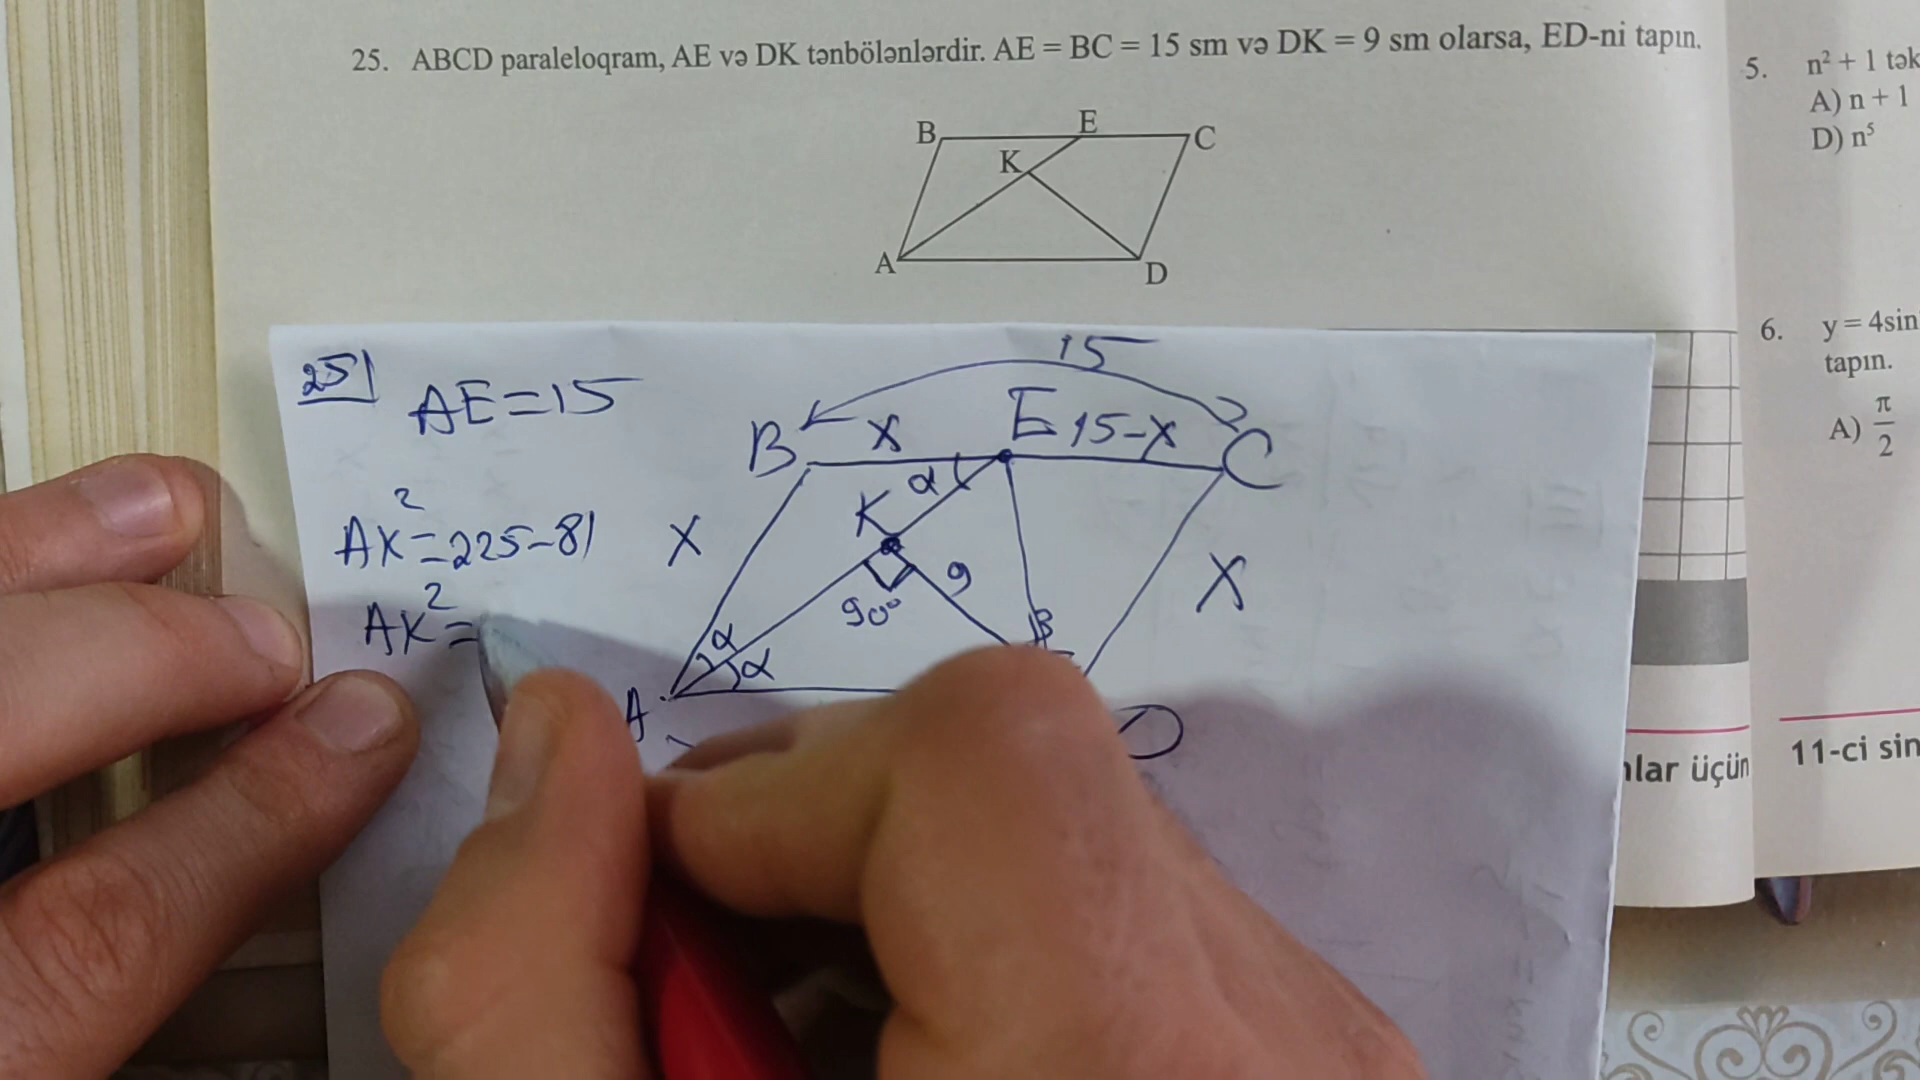 25. ABCD paraleloqram, AE və DK tənbölənlərdir. AE = BC = 15 sm və DK = 9 sm olarsa, ED-ni tapın.
B
E
C
K
A
D
5. n² + 1 tək
A) n + 1
D) n⁵
6. y = 4sin
tapın.
A) π/2
nlar üçün
11-ci sin
25)
AE=15
AK²=225-81
AK²=
15
B
x
E
15-x
C
α
K
x
9
x
90°
β
α
α
A
D